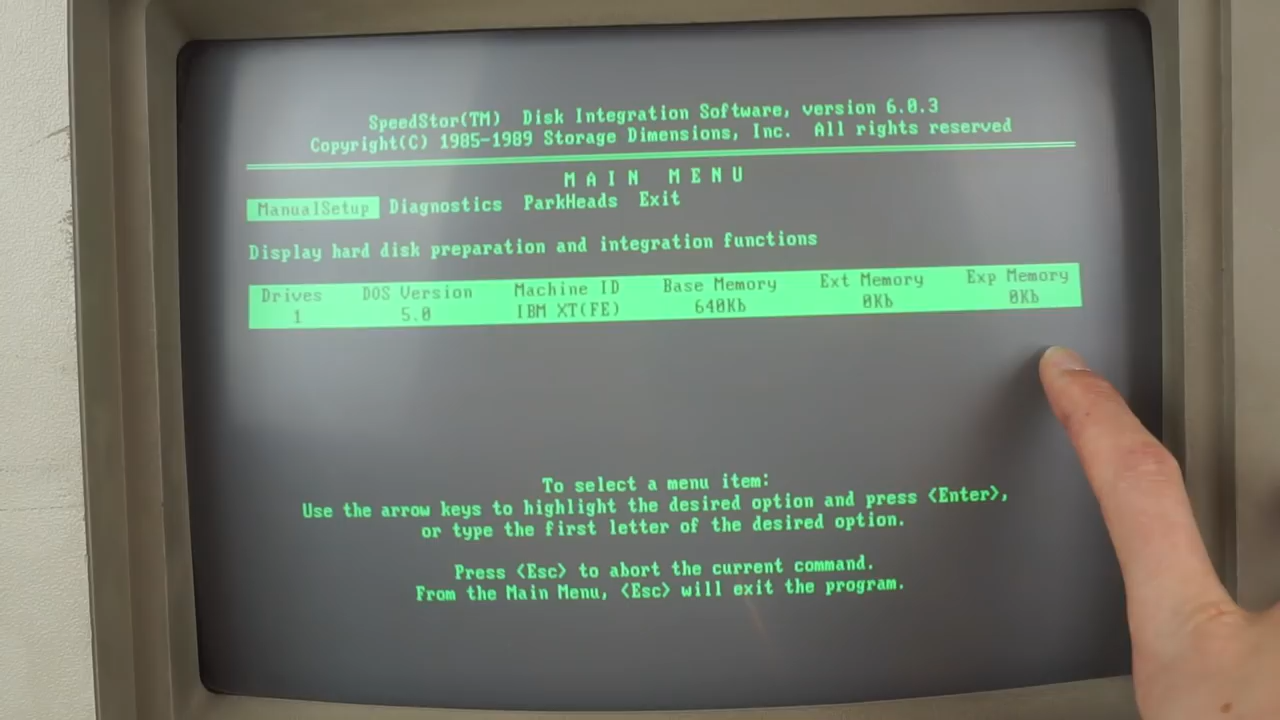 SpeedStor(TM) Disk Integration Software, version 6.0.3
Copyright(C) 1985-1989 Storage Dimensions, Inc. All rights reserved
MAIN MENU
ManualSetup Diagnostics ParkHeads Exit
Display hard disk preparation and integration functions
Drives DOS Version Machine ID Base Memory Ext Memory Exp Memory
1 5.0 IBM XT(FE) 640Kb 0Kb 0Kb
To select a menu item:
Use the arrow keys to highlight the desired option and press <Enter>,
or type the first letter of the desired option.
Press <Esc> to abort the current command.
From the Main Menu, <Esc> will exit the program.